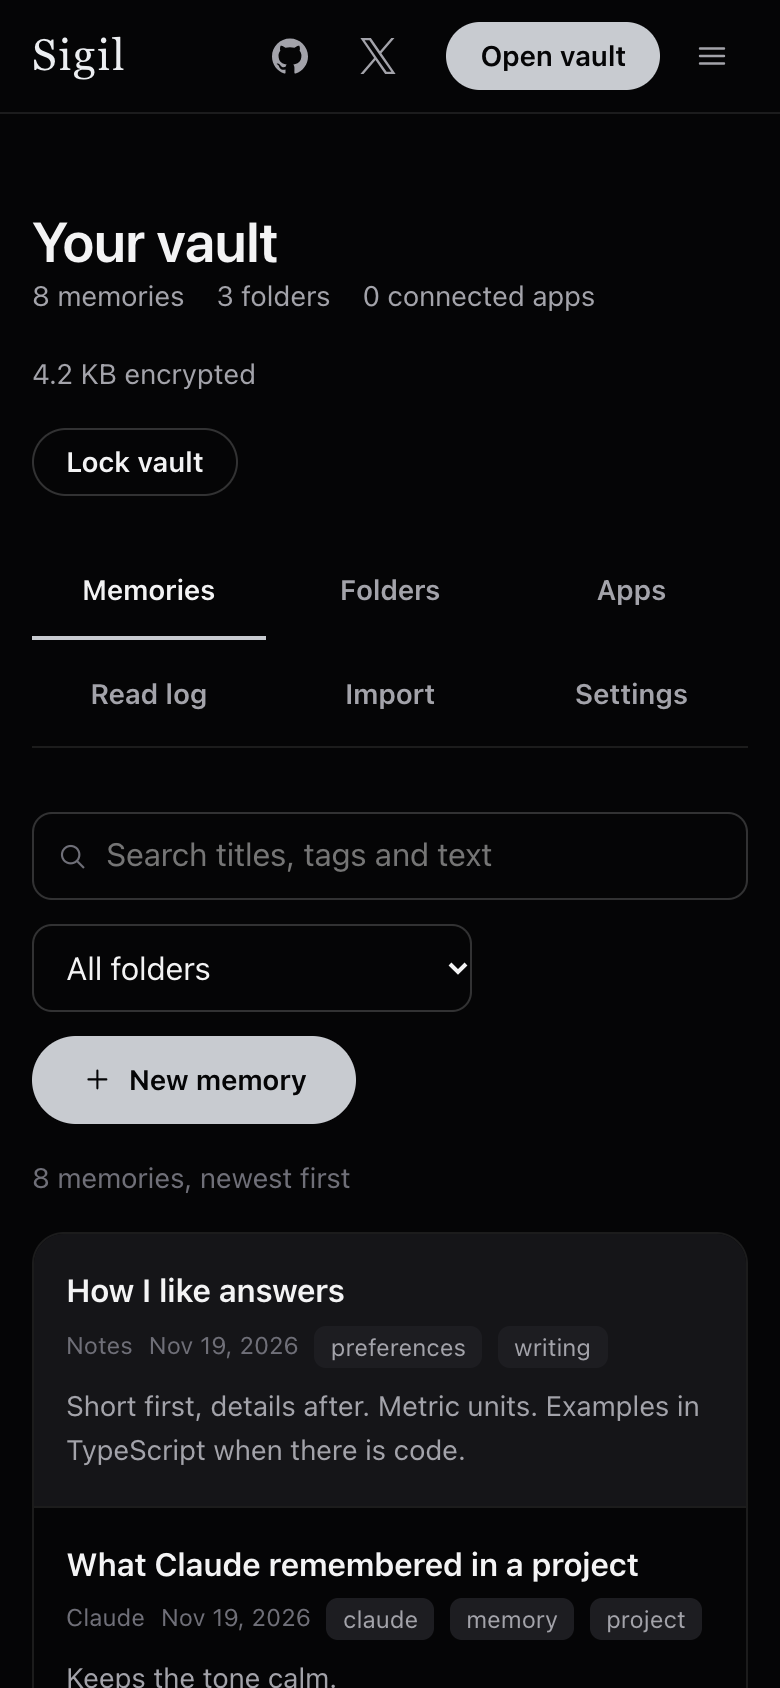 Sigil
Open vault
Your vault
8 memories 3 folders 0 connected apps
4.2 KB encrypted
Lock vault
Memories Folders Apps
Read log Import Settings
Search titles, tags and text
All folders
+ New memory
8 memories, newest first
How I like answers
Notes Nov 19, 2026 preferences writing
Short first, details after. Metric units. Examples in
TypeScript when there is code.
What Claude remembered in a project
Claude Nov 19, 2026 claude memory project
Keeps the tone calm.